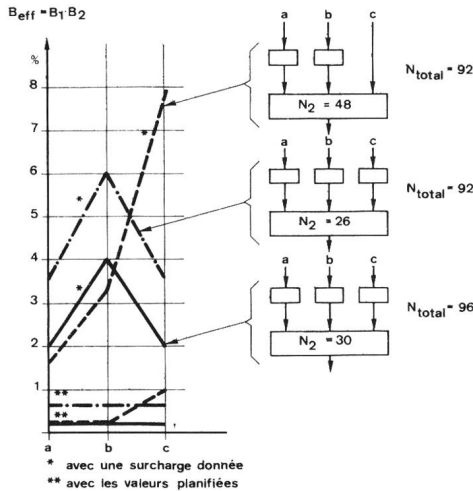 B_eff = B_1·B_2
%
8
7
6
5
4
3
2
1
*
*
*
**
**
a b c
* avec une surcharge donnée
** avec les valeurs planifiées
a b c
N_total = 92
N_2 = 48
a b c
N_total = 92
N_2 = 26
a b c
N_total = 96
N_2 = 30